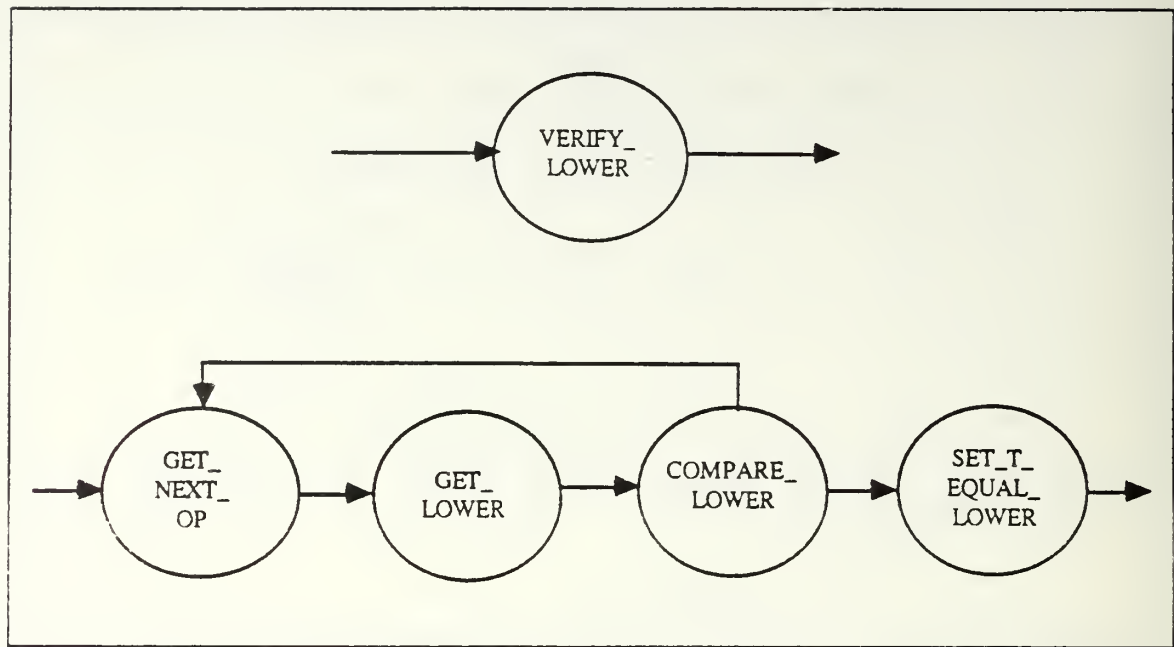 VERIFY_
LOWER
GET_
NEXT_
OP
GET_
LOWER
COMPARE_
LOWER
SET_T_
EQUAL_
LOWER